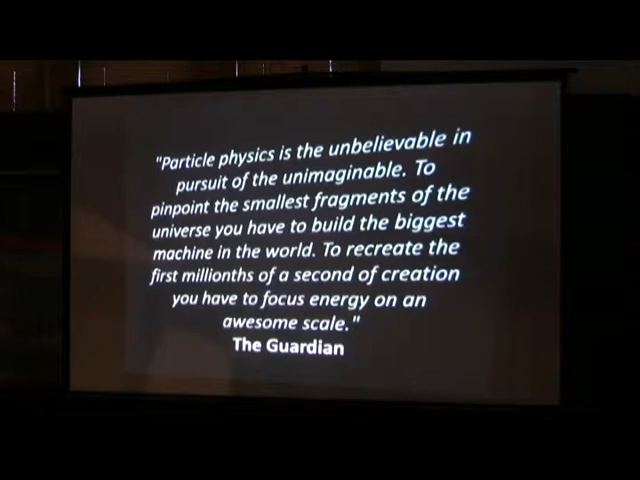 "Particle physics is the unbelievable in
pursuit of the unimaginable. To
pinpoint the smallest fragments of the
universe you have to build the biggest
machine in the world. To recreate the
first millionths of a second of creation
you have to focus energy on an
awesome scale."
The Guardian